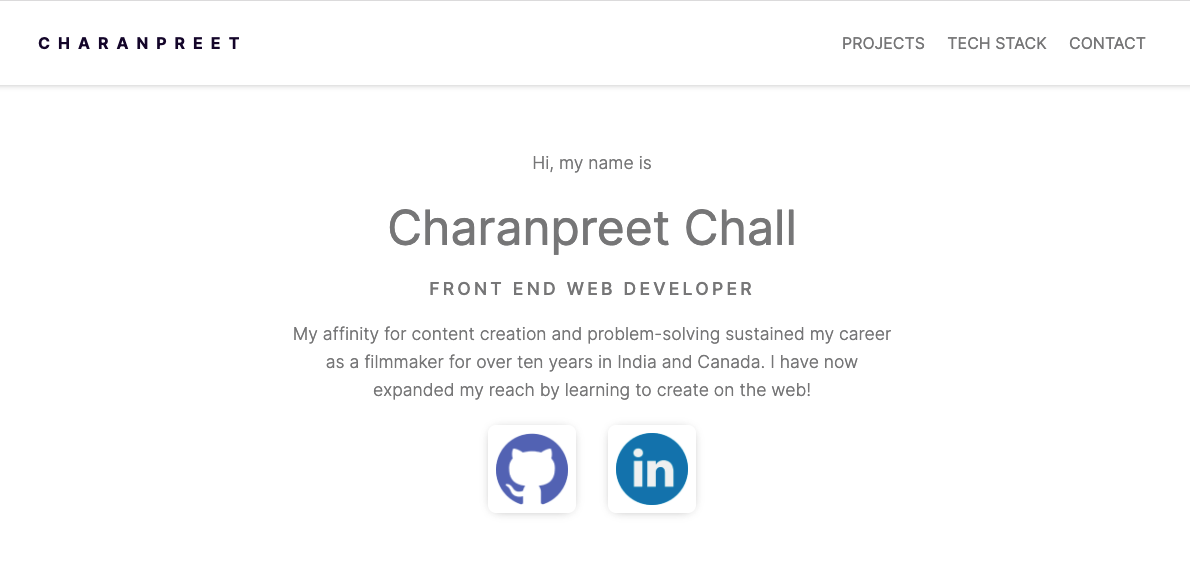 CHARANPREET
PROJECTS TECH STACK CONTACT
Hi, my name is
Charanpreet Chall
FRONT END WEB DEVELOPER
My affinity for content creation and problem-solving sustained my career
as a filmmaker for over ten years in India and Canada. I have now
expanded my reach by learning to create on the web!
in